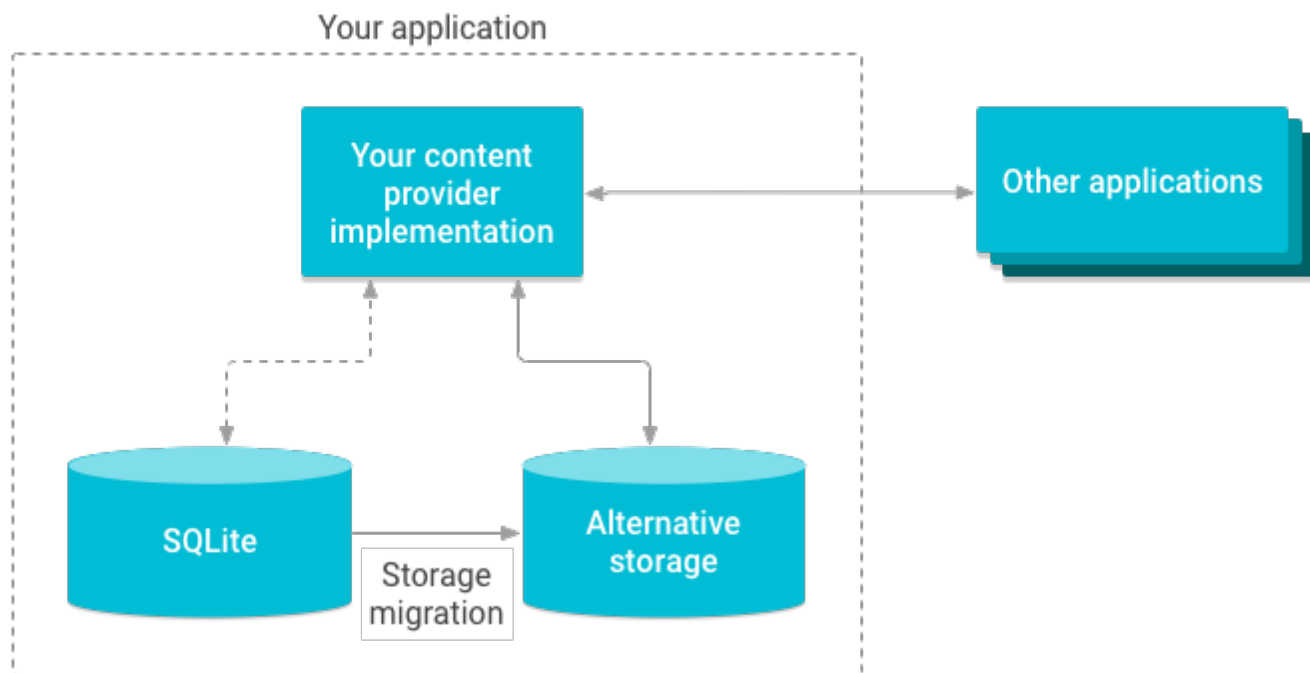 Your application
Your content
provider
implementation
Other applications
SQLite
Alternative
storage
Storage
migration